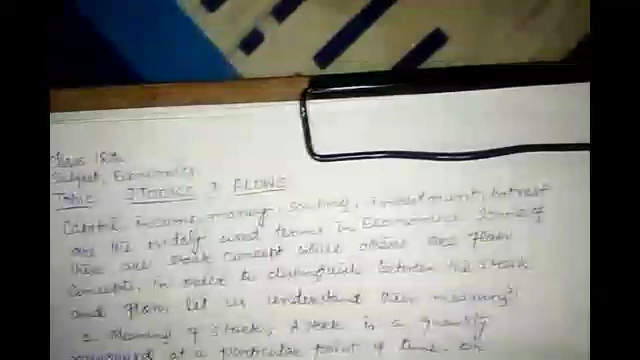 Class
Subject, Economics
Topic STOCKS & FLOWS
Capital income, money, saving, investment, interest
are the widely used terms in Economics. Some of
these are stock concept while others are flow
concepts, in order to distinguish between the stock
and flow, let us understand their meaning
Meaning of Stock, A stock is a quantity
at a particular point of time. or